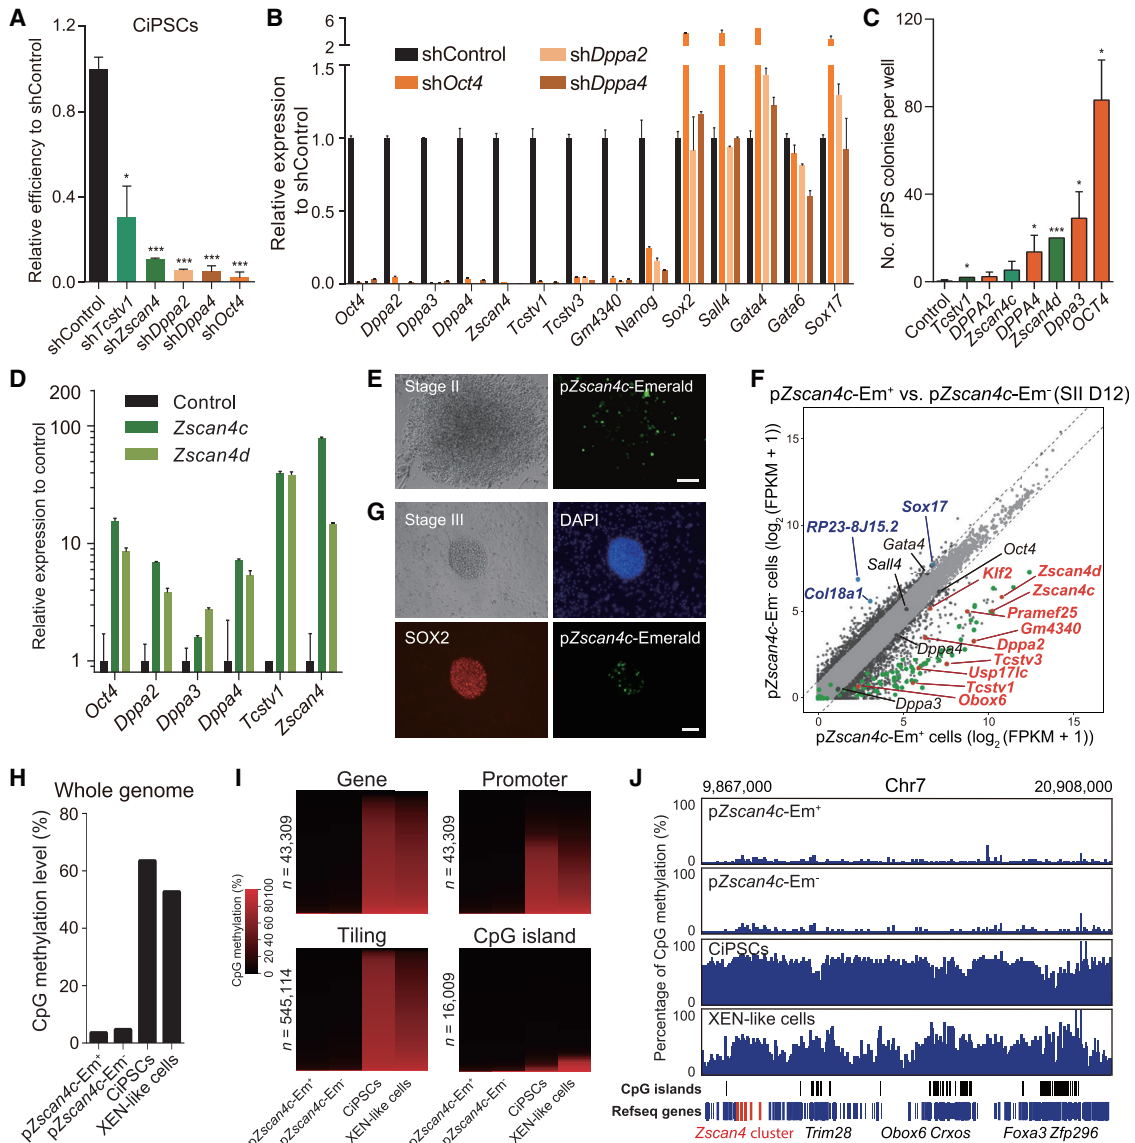 A
CiPSCs
Relative efficiency to shControl
1.2
0.8
0.4
0.0
*
***
***
***
***
shControl
shTcstv1
shZscan4
shDppa2
shDppa4
shOct4
B
Relative expression to shControl
6
2
1.5
1.0
0.5
0
shControl
shOct4
shDppa2
shDppa4
Oct4
Dppa2
Dppa3
Dppa4
Zscan4
Tcstv1
Tcstv3
Gm4340
Nanog
Sox2
Sall4
Gata4
Gata6
Sox17
C
No. of iPS colonies per well
120
80
40
0
*
*
***
*
*
Control
Tcstv1
DPPA2
Zscan4c
DPPA4
Zscan4d
Dppa3
OCT4
D
Relative expression to control
200
100
10
1
Control
Zscan4c
Zscan4d
Oct4
Dppa2
Dppa3
Dppa4
Tcstv1
Zscan4
E
Stage II
pZscan4c-Emerald
G
Stage III
DAPI
SOX2
pZscan4c-Emerald
F
pZscan4c-Em⁺ vs. pZscan4c-Em⁻(SII D12)
pZscan4c-Em⁻ cells (log₂ (FPKM + 1))
15
10
5
0
Sox17
RP23-8J15.2
Gata4
Sall4
Oct4
Col18a1
Klf2
Zscan4d
Zscan4c
Pramef25
Gm4340
Dppa2
Dppa4
Tcstv3
Usp17lc
Tcstv1
Obox6
Dppa3
0
5
10
15
pZscan4c-Em⁺ cells (log₂ (FPKM + 1))
H
Whole genome
CpG methylation level (%)
80
60
40
20
0
pZscan4c-Em⁺
pZscan4c-Em⁻
CiPSCs
XEN-like cells
I
Gene
Promoter
n = 43,309
n = 43,309
CpG methylation (%)
0 20 40 60 80 100
Tiling
CpG island
n = 545,114
n = 16,009
pZscan4c-Em⁺
pZscan4c-Em⁻
CiPSCs
XEN-like cells
pZscan4c-Em⁺
pZscan4c-Em⁻
CiPSCs
XEN-like cells
J
9,867,000
Chr7
20,908,000
Percentage of CpG methylation (%)
100
0
pZscan4c-Em⁺
100
0
pZscan4c-Em⁻
100
0
CiPSCs
100
0
XEN-like cells
CpG islands
Refseq genes
Zscan4 cluster
Trim28
Obox6 Crxos
Foxa3 Zfp296